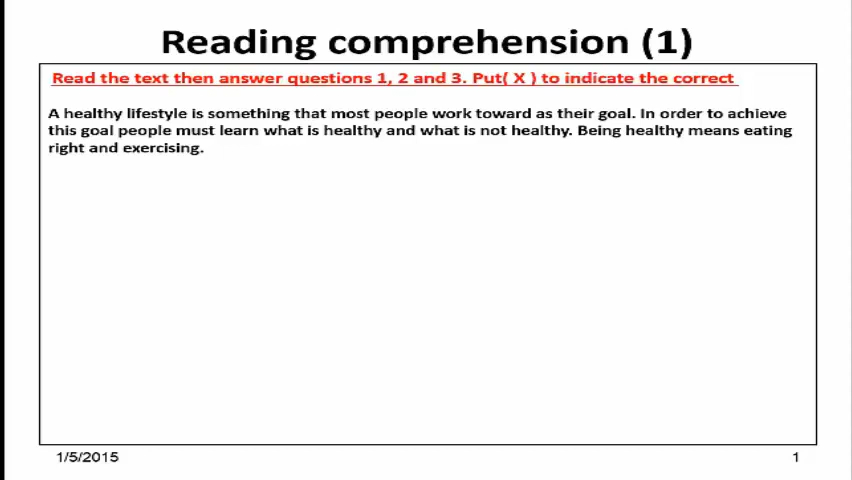 Reading comprehension (1)
Read the text then answer questions 1, 2 and 3. Put( X ) to indicate the correct
A healthy lifestyle is something that most people work toward as their goal. In order to achieve
this goal people must learn what is healthy and what is not healthy. Being healthy means eating
right and exercising.
1/5/2015
1